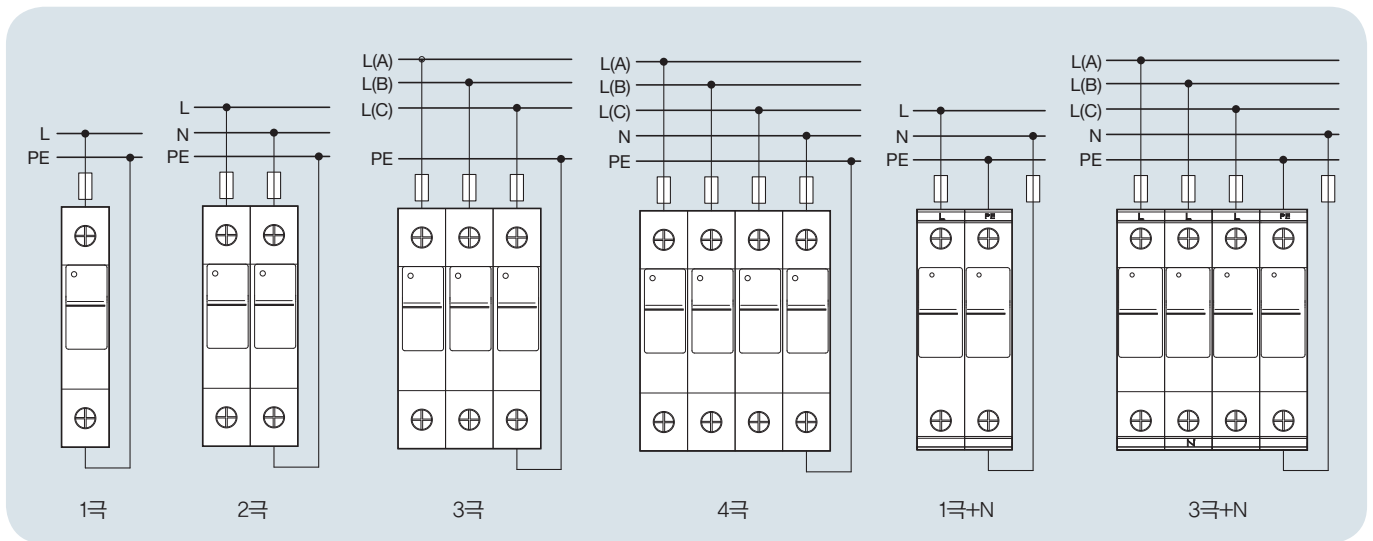 L
PE
1극
L
N
PE
2극
L(A)
L(B)
L(C)
PE
3극
L(A)
L(B)
L(C)
N
PE
4극
L
N
PE
L PE
1극+N
L(A)
L(B)
L(C)
N
PE
L L L PE
N
3극+N